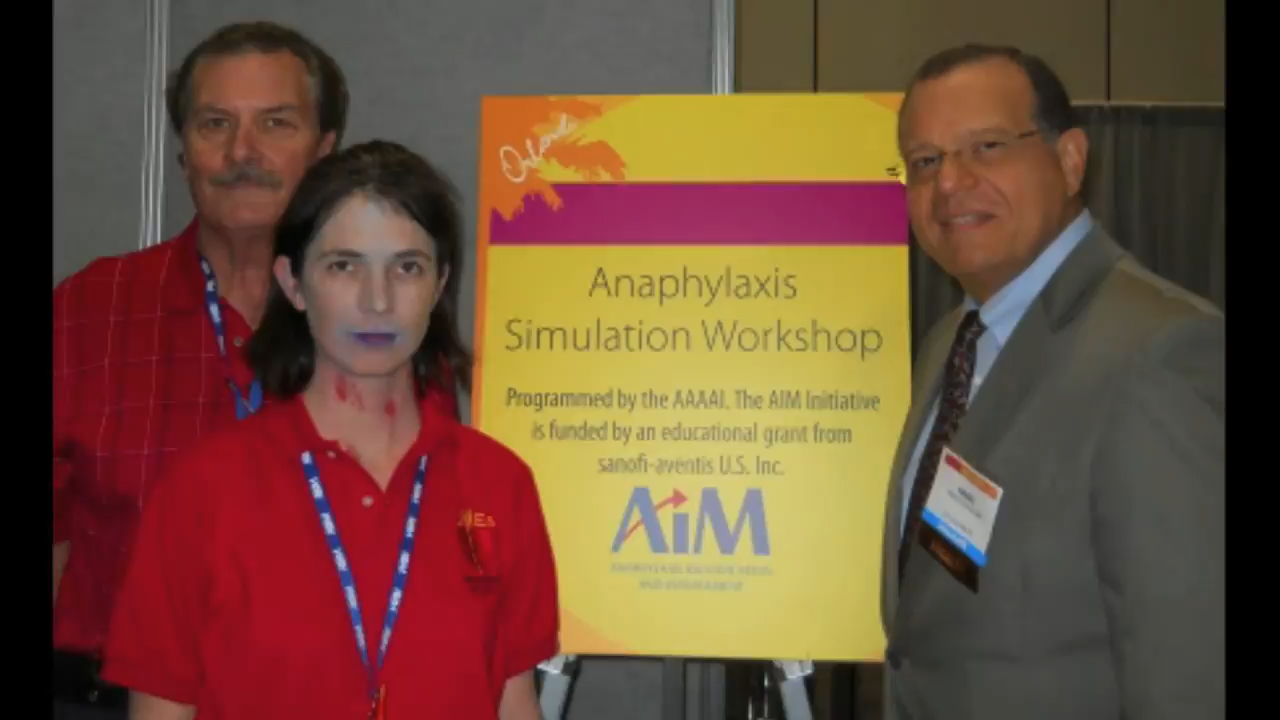 Anaphylaxis
Simulation Workshop
Programmed by the AAAAI. The AIM Initiative
is funded by an educational grant from
sanofi-aventis U.S. Inc.
AiM